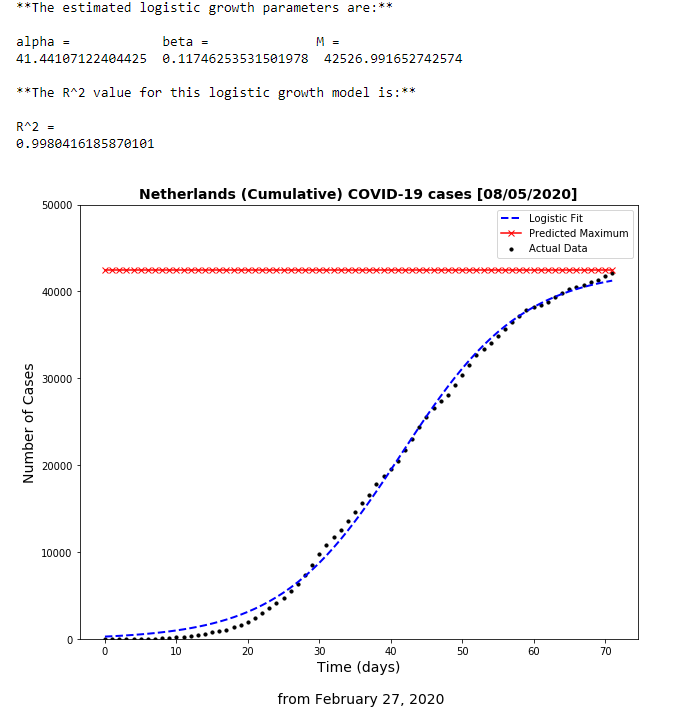 **The estimated logistic growth parameters are:**
alpha = beta = M =
41.44107122404425 0.11746253531501978 42526.991652742574
**The R^2 value for this logistic growth model is:**
R^2 =
0.9980416185870101
Netherlands (Cumulative) COVID-19 cases [08/05/2020]
50000
40000
30000
20000
10000
0
Number of Cases
Logistic Fit
Predicted Maximum
Actual Data
0 10 20 30 40 50 60 70
Time (days)
from February 27, 2020